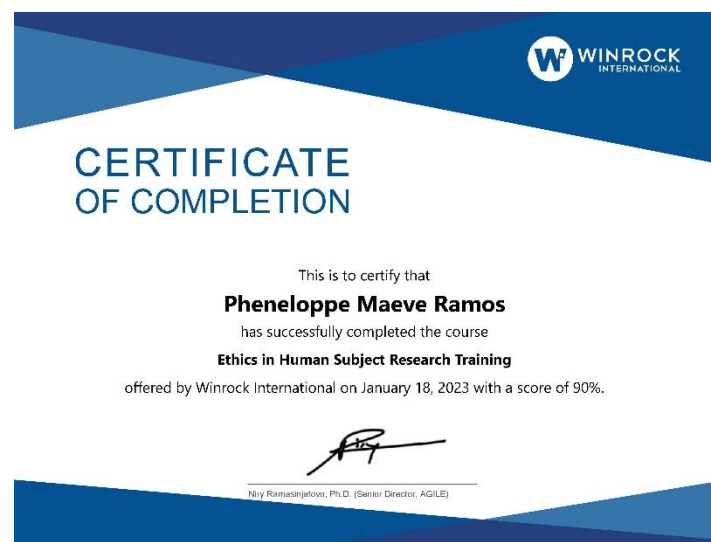 WINROCK
INTERNATIONAL
CERTIFICATE
OF COMPLETION
This is to certify that
Pheneloppe Maeve Ramos
has successfully completed the course
Ethics in Human Subject Research Training
offered by Winrock International on January 18, 2023 with a score of 90%.
Niry Ramasinjatovo, Ph.D. (Senior Director, AGILE)